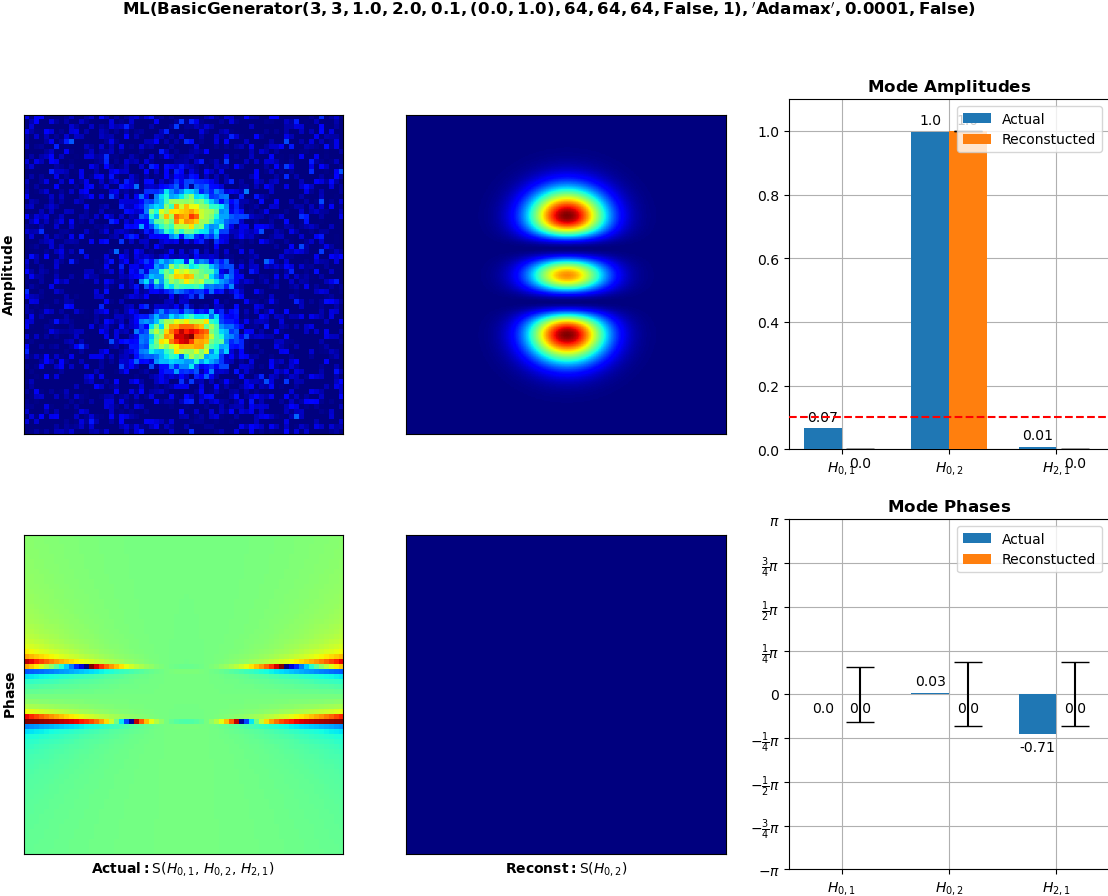 ML(BasicGenerator(3, 3, 1.0, 2.0, 0.1, (0.0, 1.0), 64, 64, 64, False, 1), ′Adamax′, 0.0001, False)
Amplitude
Mode Amplitudes
Actual
Reconstucted
1.0
0.8
0.6
0.4
0.2
0.0
1.0
0.07
0.0
0.01
0.0
H0,1
H0,2
H2,1
Phase
Actual: S(H0,1, H0,2, H2,1)
Reconst: S(H0,2)
Mode Phases
Actual
Reconstucted
π
3/4π
1/2π
1/4π
0
−1/4π
−1/2π
−3/4π
−π
0.0
0.0
0.03
0.0
-0.71
0.0
H0,1
H0,2
H2,1